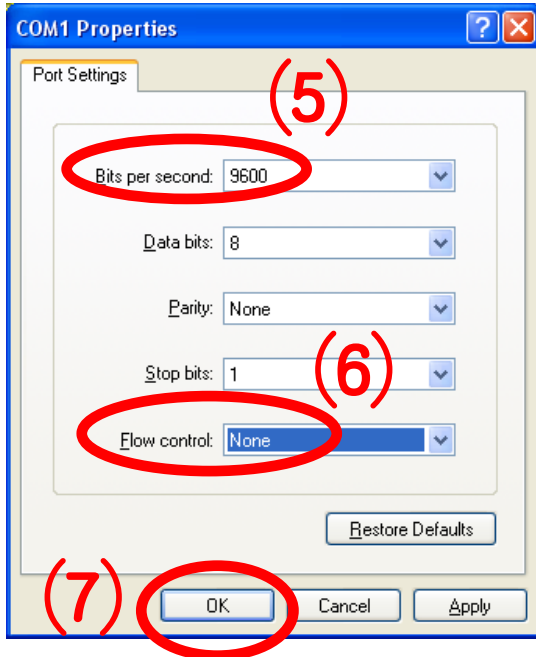 COM1 Properties
Port Settings
(5)
Bits per second: 9600
Data bits: 8
Parity: None
Stop bits: 1
(6)
Flow control: None
Restore Defaults
(7)
OK Cancel Apply